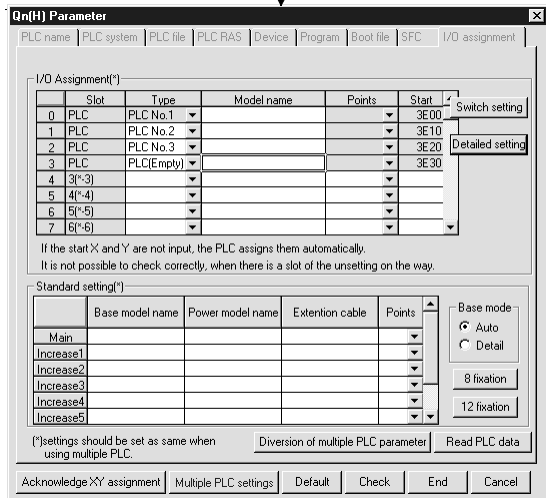 Qn(H) Parameter
PLC name PLC system PLC file PLC RAS Device Program Boot file SFC I/O assignment
I/O Assignment(*)
Slot Type Model name Points Start
0 PLC PLC No.1 3E00
1 PLC PLC No.2 3E10
2 PLC PLC No.3 3E20
3 PLC PLC(Empty) 3E30
4 3(*-3)
5 4(*-4)
6 5(*-5)
7 6(*-6)
Switch setting
Detailed setting
If the start X and Y are not input, the PLC assigns them automatically.
It is not possible to check correctly, when there is a slot of the unsetting on the way.
Standard setting(*)
Base model name Power model name Extention cable Points
Main
Increase1
Increase2
Increase3
Increase4
Increase5
Base mode
Auto
Detail
8 fixation
12 fixation
(*)settings should be set as same when
using multiple PLC.
Diversion of multiple PLC parameter Read PLC data
Acknowledge XY assignment Multiple PLC settings Default Check End Cancel